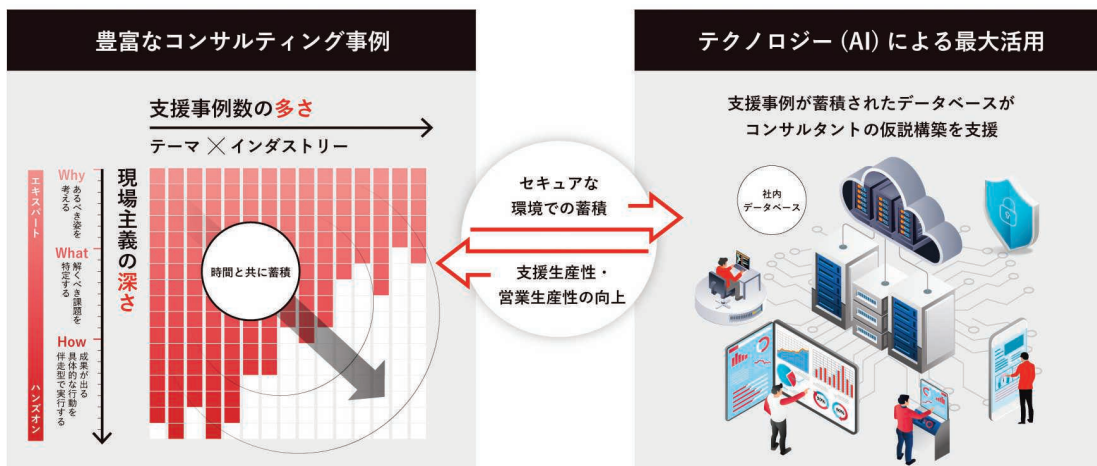 豊富なコンサルティング事例
支援事例数の多さ
テーマ×インダストリー
エキスパート
ハンズオン
Why
あるべき姿を
考える
What
解くべき課題を
特定する
How
成果が出る
具体的な行動を
伴走型で実行する
現場主義の深さ
時間と共に蓄積
セキュアな
環境での蓄積
支援生産性・
営業生産性の向上
テクノロジー(AI)による最大活用
支援事例が蓄積されたデータベースが
コンサルタントの仮説構築を支援
社内
データベース